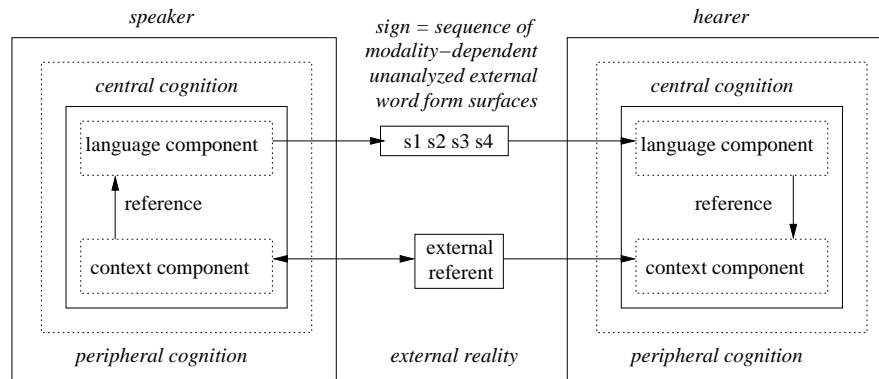 speaker
sign = sequence of
modality−dependent
unanalyzed external
word form surfaces
hearer
central cognition
central cognition
language component
s1 s2 s3 s4
language component
reference
reference
context component
external
referent
context component
peripheral cognition
external reality
peripheral cognition